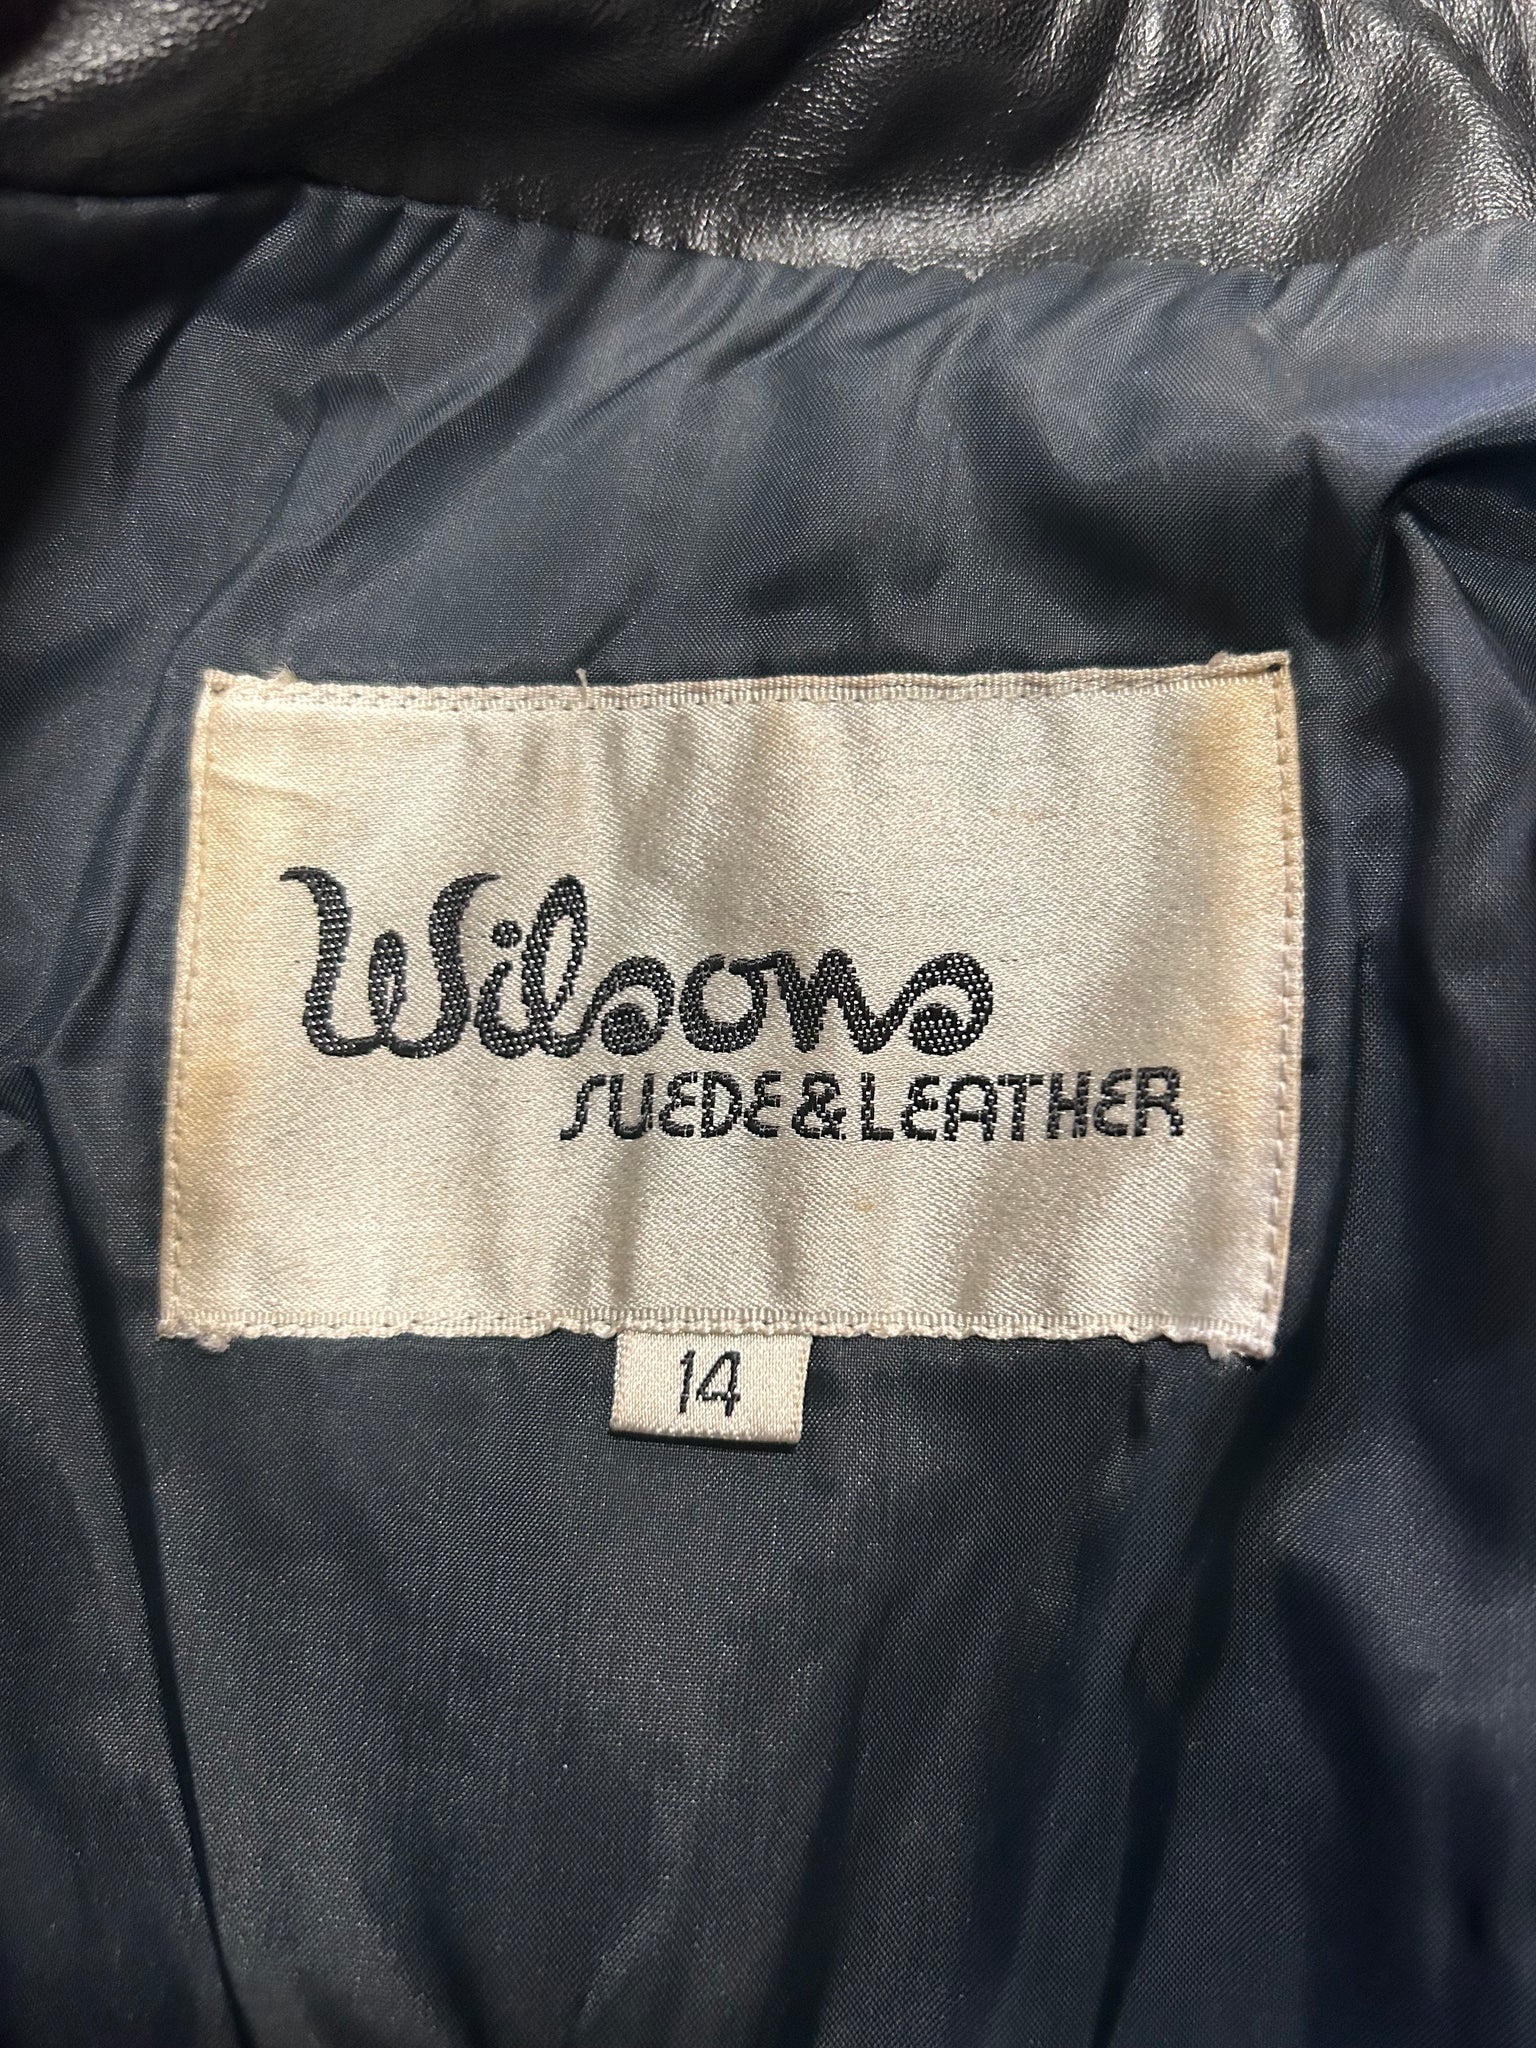 Wilsons
SUEDE & LEATHER
14